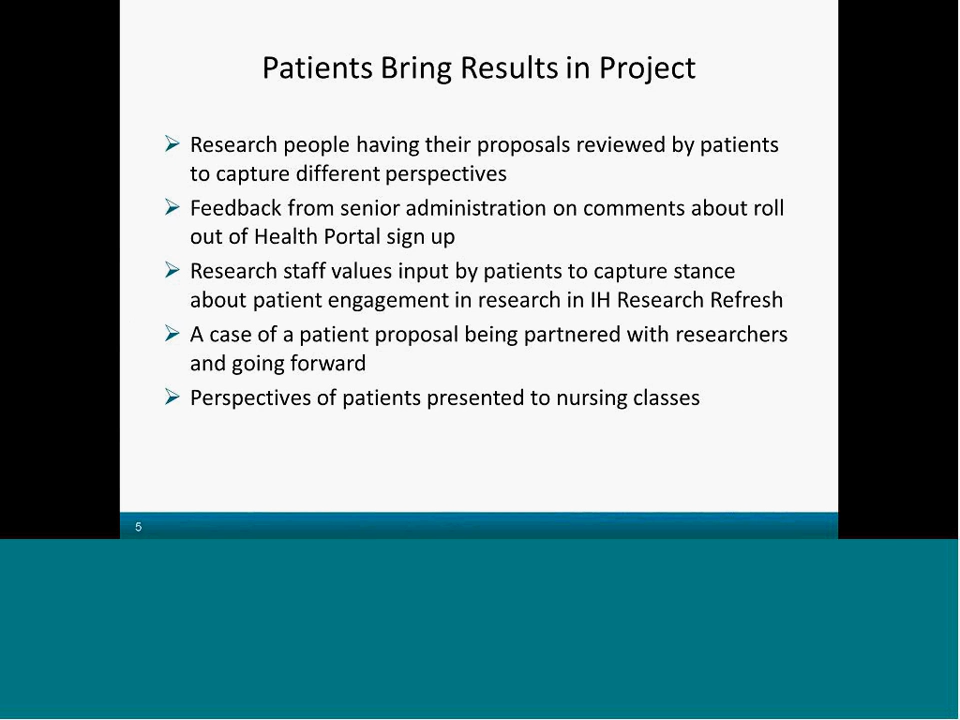 Patients Bring Results in Project
Research people having their proposals reviewed by patients
to capture different perspectives
Feedback from senior administration on comments about roll
out of Health Portal sign up
Research staff values input by patients to capture stance
about patient engagement in research in IH Research Refresh
A case of a patient proposal being partnered with researchers
and going forward
Perspectives of patients presented to nursing classes
5